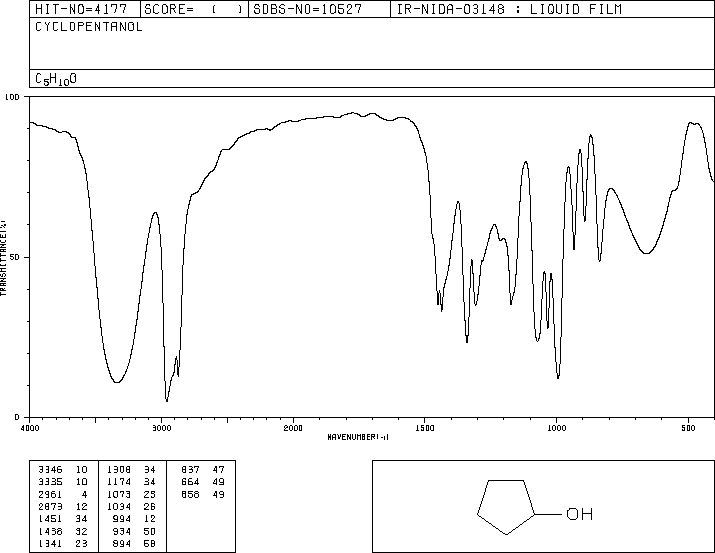 HIT-NO=4177 SCORE= ( ) SDBS-NO=10527 IR-NIDA-03148 : LIQUID FILM
CYCLOPENTANOL
C5H10O
100
50
0
TRANSMITTANCE(%)
4000 3000 2000 1500 1000 500
WAVENUMBER(-1)
3346 10 1308 34 837 47
3335 10 1174 34 664 49
2961 4 1073 23 658 49
2873 12 1034 26
1451 34 994 12
1438 32 934 50
1341 23 894 58
OH